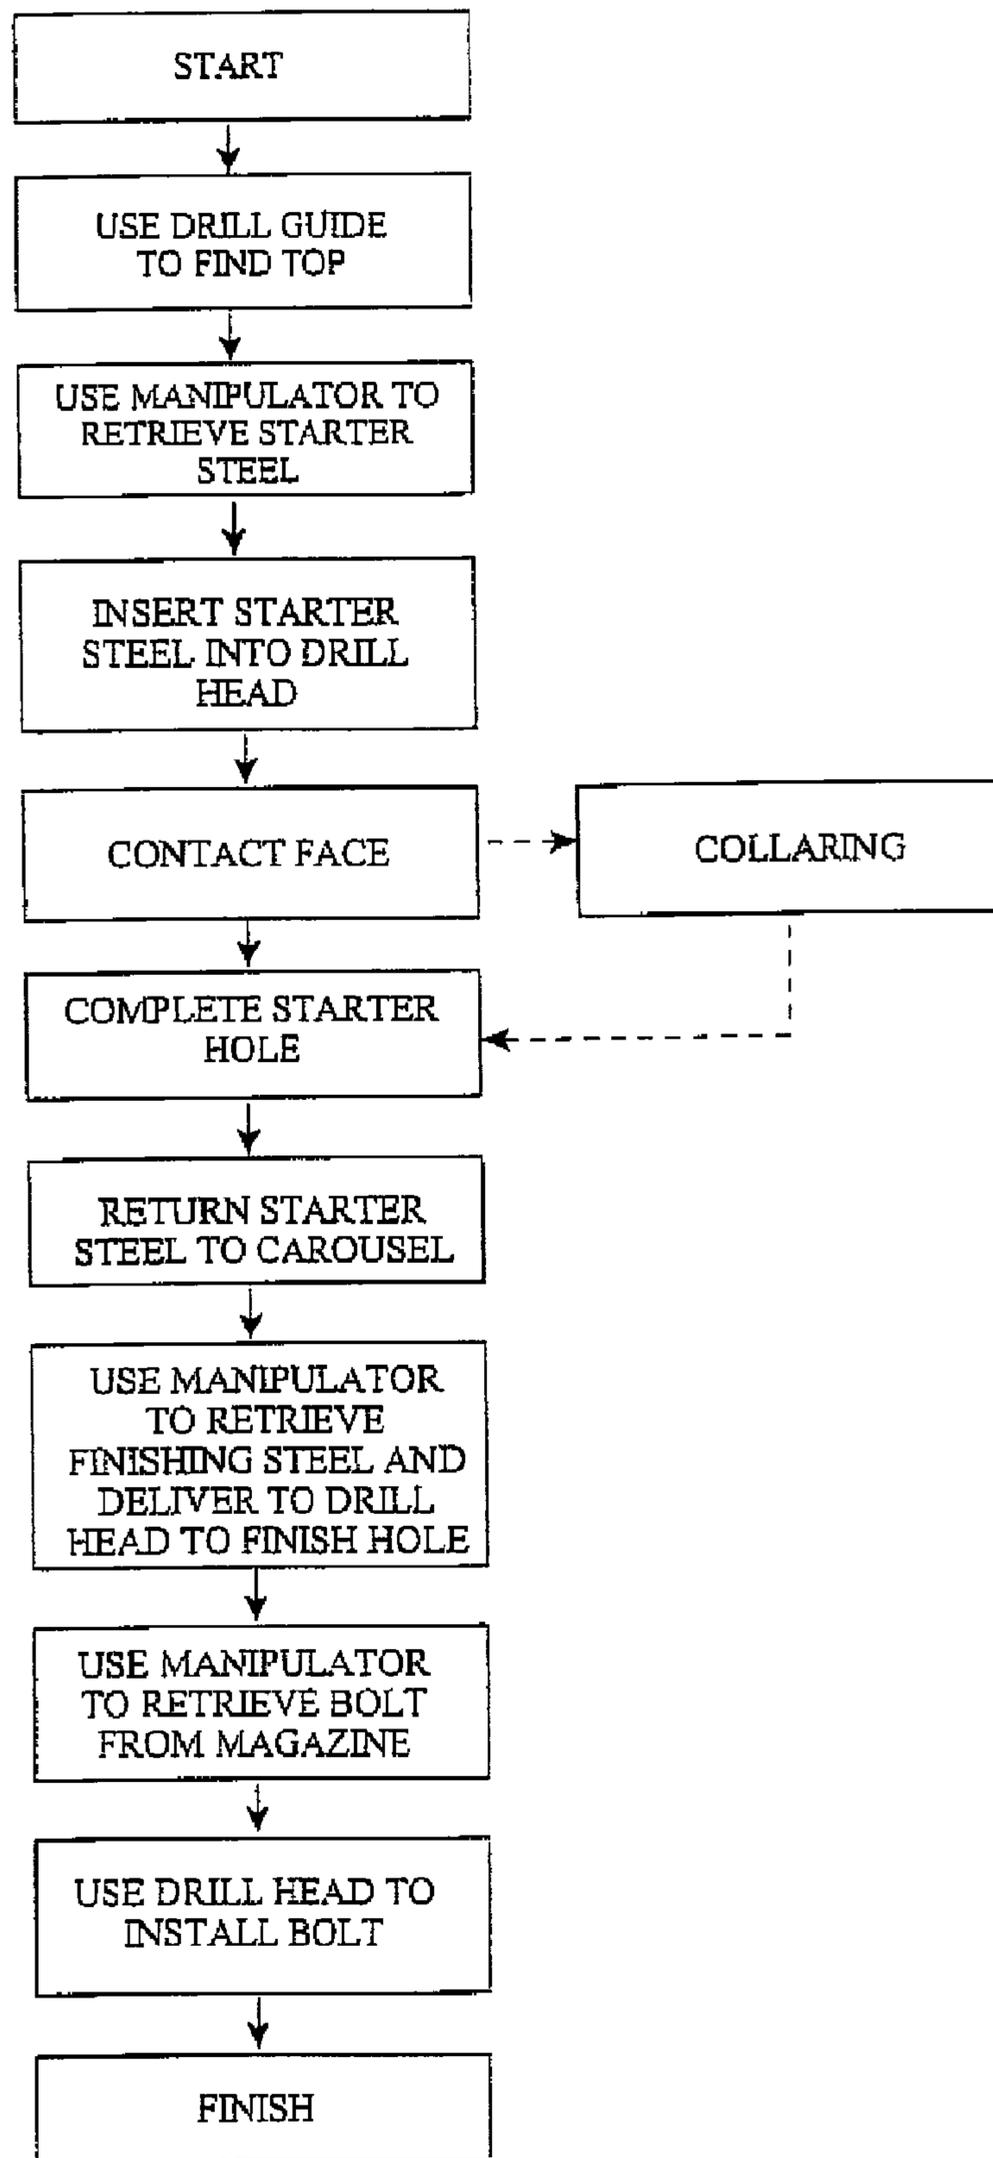 START
USE DRILL GUIDE
TO FIND TOP
USE MANIPULATOR TO
RETRIEVE STARTER
STEEL
INSERT STARTER
STEEL INTO DRILL
HEAD
CONTACT FACE
COLLARING
COMPLETE STARTER
HOLE
RETURN STARTER
STEEL TO CAROUSEL
USE MANIPULATOR
TO RETRIEVE
FINISHING STEEL AND
DELIVER TO DRILL
HEAD TO FINISH HOLE
USE MANIPULATOR
TO RETRIEVE BOLT
FROM MAGAZINE
USE DRILL HEAD TO
INSTALL BOLT
FINISH